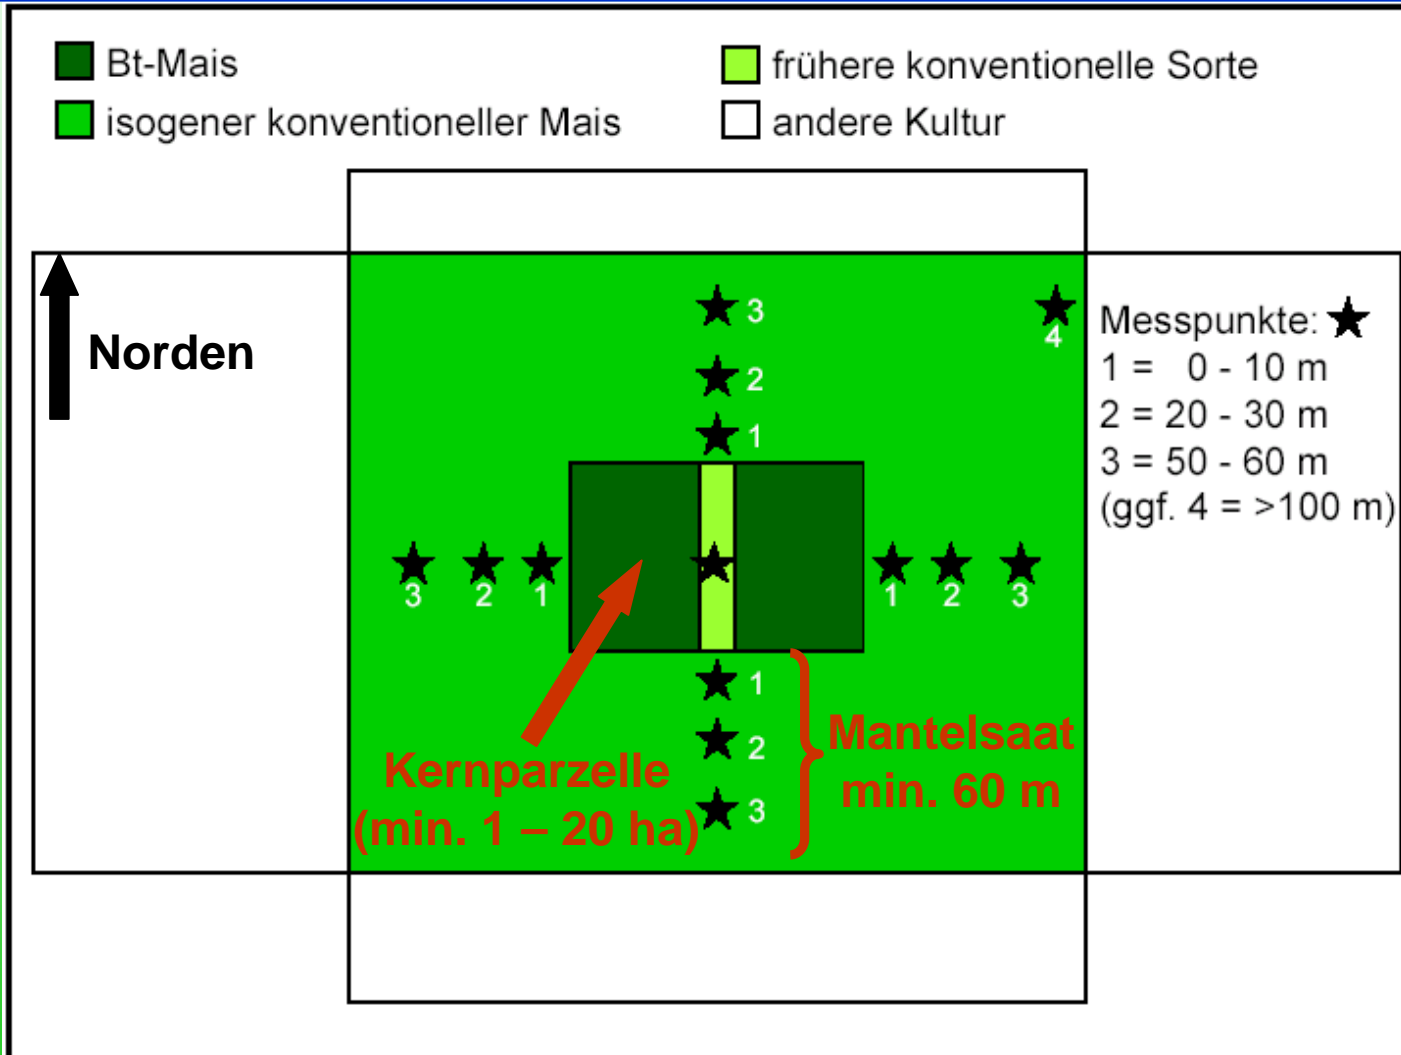 Bt-Mais
isogener konventioneller Mais
frühere konventionelle Sorte
andere Kultur
Norden
3
2
1
4
Messpunkte:
1 = 0 - 10 m
2 = 20 - 30 m
3 = 50 - 60 m
(ggf. 4 = >100 m)
3 2 1
1 2 3
1
2
3
Kernparzelle
(min. 1 – 20 ha)
Mantelsaat
min. 60 m